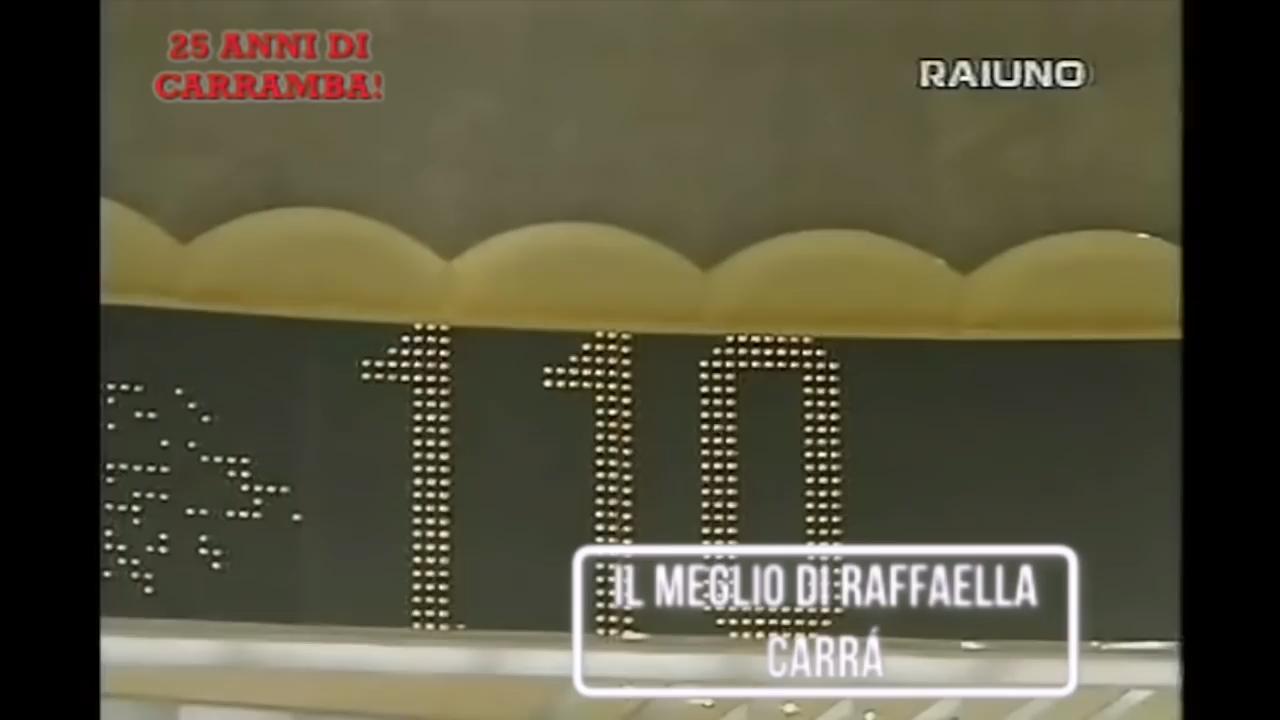 25 ANNI DI
CARRAMBA!
RAIUNO
110
IL MEGLIO DI RAFFAELLA
CARRÁ